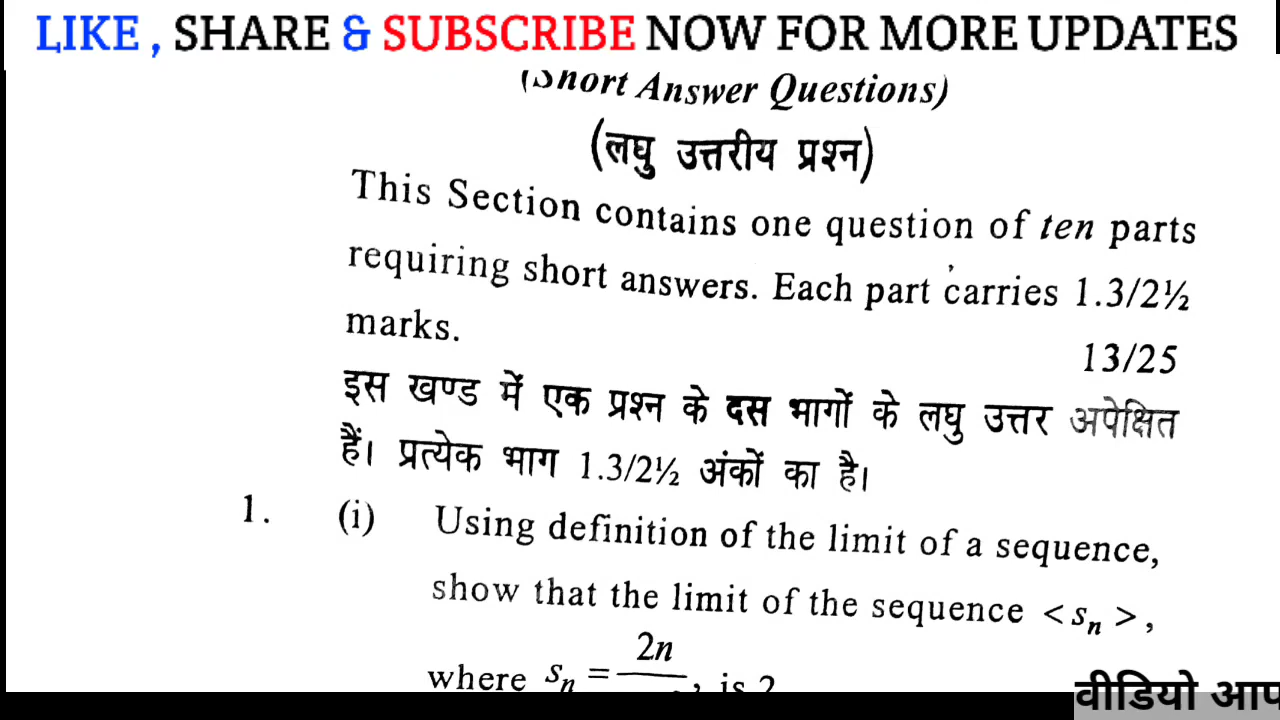 LIKE , SHARE & SUBSCRIBE NOW FOR MORE UPDATES
(Short Answer Questions)
(लघु उत्तरीय प्रश्न)
This Section contains one question of ten parts
requiring short answers. Each part carries 1.3/2½
marks.
13/25
इस खण्ड में एक प्रश्न के दस भागों के लघु उत्तर अपेक्षित
हैं। प्रत्येक भाग 1.3/2½ अंकों का है।
1. (i) Using definition of the limit of a sequence,
show that the limit of the sequence < sₙ >,
where sₙ = 2n , is 2
वीडियो